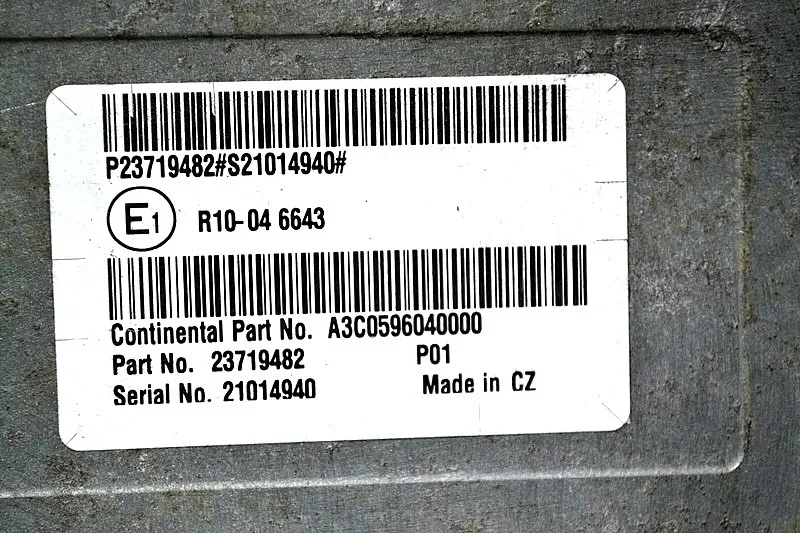 P23719482#S21014940#
E1 R10-04 6643
Continental Part No. A3C0596040000
Part No. 23719482 P01
Serial No. 21014940 Made in CZ